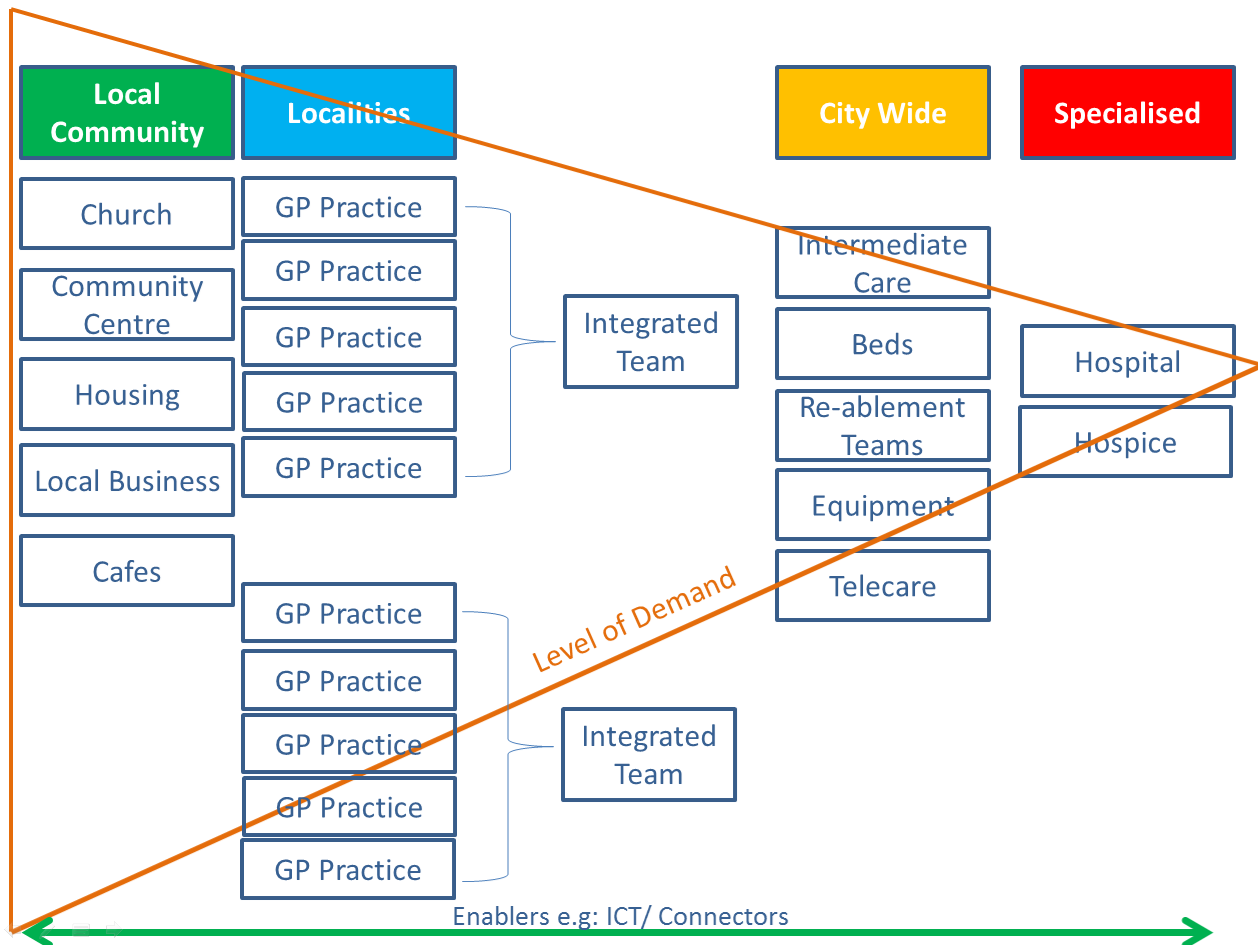 Local
Community
Localities
City Wide
Specialised
Church
Community
Centre
Housing
Local Business
Cafes
GP Practice
GP Practice
GP Practice
GP Practice
GP Practice
Integrated
Team
GP Practice
GP Practice
GP Practice
GP Practice
GP Practice
Integrated
Team
Intermediate
Care
Beds
Re-ablement
Teams
Equipment
Telecare
Hospital
Hospice
Level of Demand
Enablers e.g: ICT/ Connectors